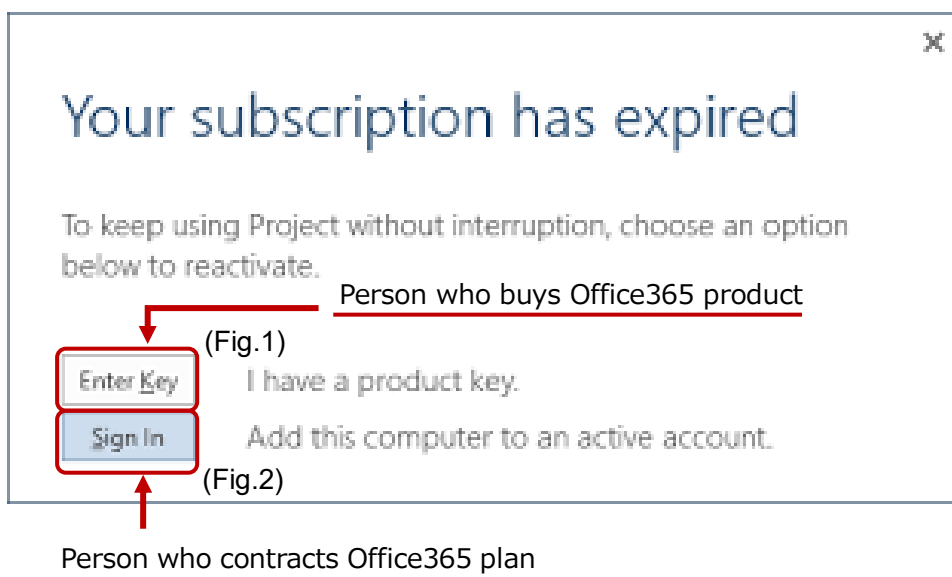 Your subscription has expired
To keep using Project without interruption, choose an option
below to reactivate.
Person who buys Office365 product
(Fig.1)
Enter Key I have a product key.
Sign In Add this computer to an active account.
(Fig.2)
Person who contracts Office365 plan